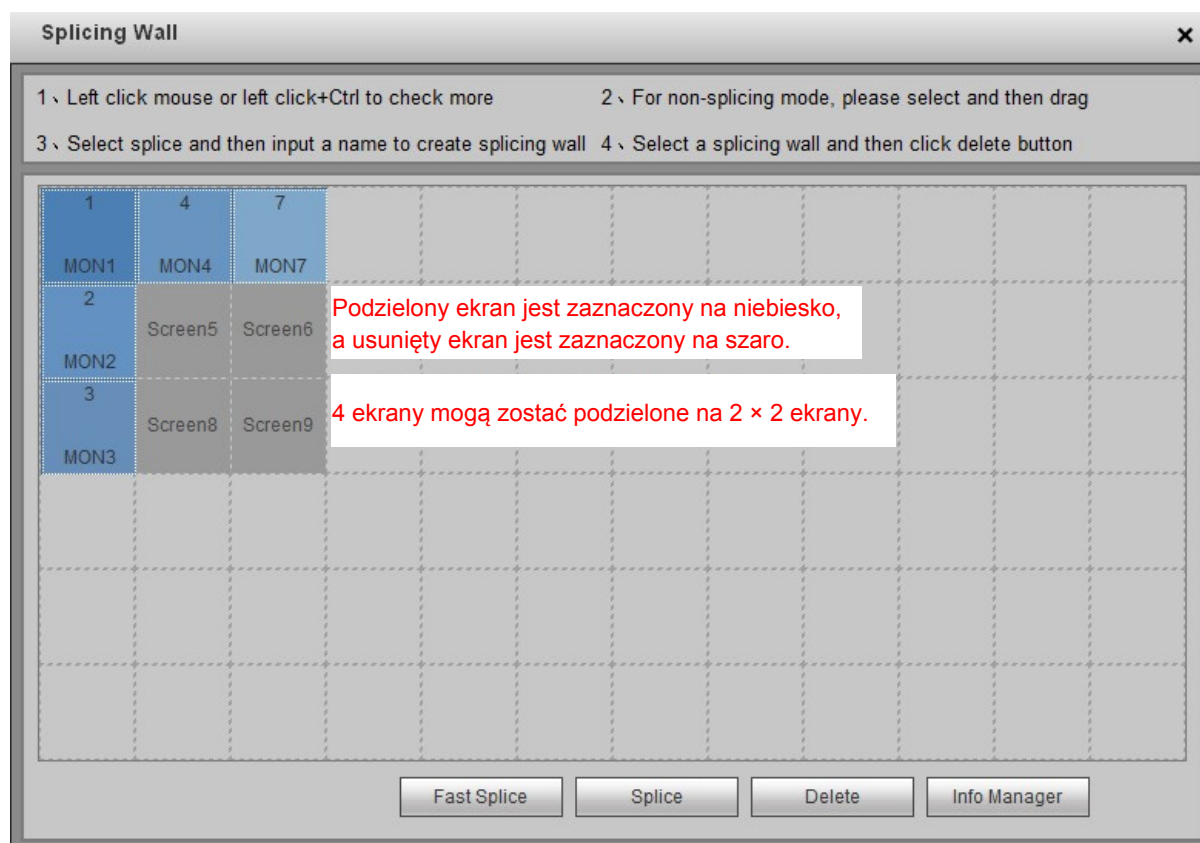 Splicing Wall
1、Left click mouse or left click+Ctrl to check more
2、For non-splicing mode, please select and then drag
3、Select splice and then input a name to create splicing wall
4、Select a splicing wall and then click delete button
1 4 7
MON1 MON4 MON7
2
Screen5 Screen6
MON2
Podzielony ekran jest zaznaczony na niebiesko,
a usunięty ekran jest zaznaczony na szaro.
3
Screen8 Screen9
MON3
4 ekrany mogą zostać podzielone na 2 × 2 ekrany.
Fast Splice Splice Delete Info Manager